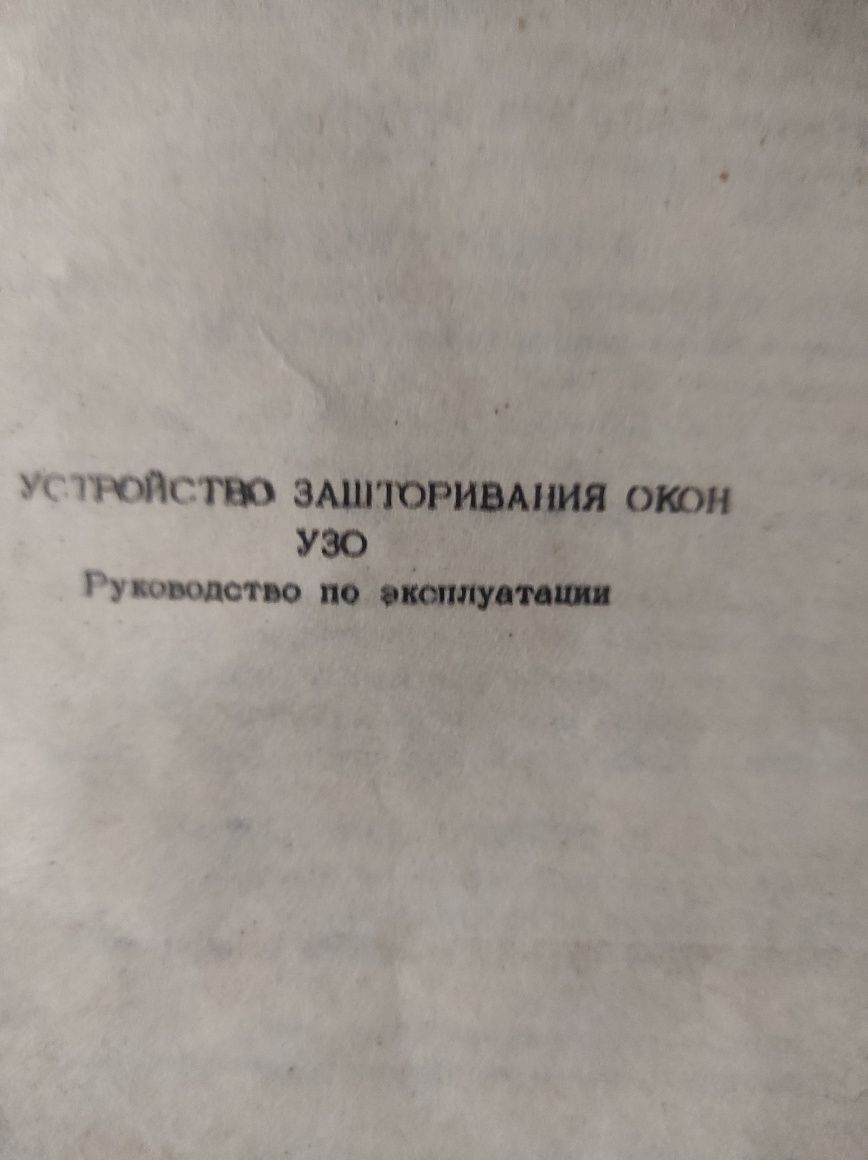 УСТРОЙСТВО ЗАШТОРИВАНИЯ ОКОН
УЗО
Руководство по эксплуатации